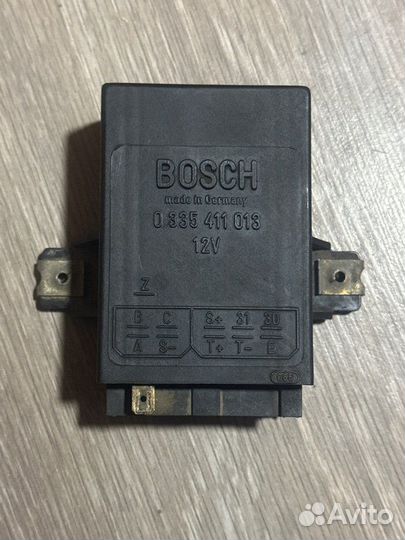 BOSCH
made in Germany
0 335 411 013
12V
Z
B C S+ 31 30
A S- T+ T- E
Avito